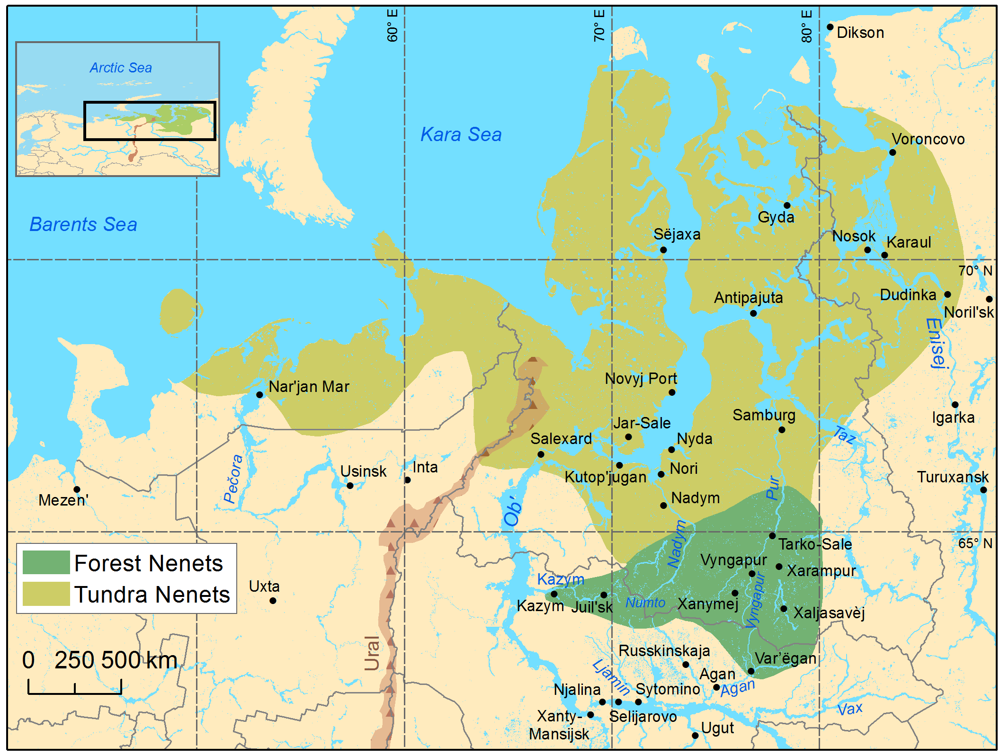 60° E
70° E
80° E
Dikson
Arctic Sea
Kara Sea
Voroncovo
Barents Sea
Gyda
Sëjaxa
Nosok
Karaul
70° N
Antipajuta
Dudinka
Noril'sk
Enisej
Novyj Port
Nar'jan Mar
Samburg
Igarka
Jar-Sale
Salexard
Nyda
Taz
Pečora
Usinsk
Inta
Kutop'jugan
Nori
Pur
Turuxansk
Mezen'
Nadym
Ob'
Nadym
65° N
Tarko-Sale
Forest Nenets
Vyngapur
Xarampur
Kazym
Uxta
Tundra Nenets
Kazym
Juil'sk
Numto
Xanymej
Vyngapur
Xaljasavèj
Ural
0 250 500 km
Russkinskaja
Var’ëgan
Ljamin
Agan
Agan
Njalina
Sytomino
Vax
Xanty-
Mansijsk
Selijarovo
Ugut